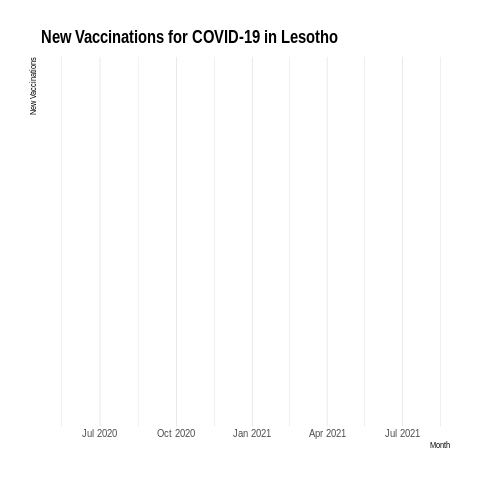 New Vaccinations for COVID-19 in Lesotho
New Vaccinations
Jul 2020
Oct 2020
Jan 2021
Apr 2021
Jul 2021
Month